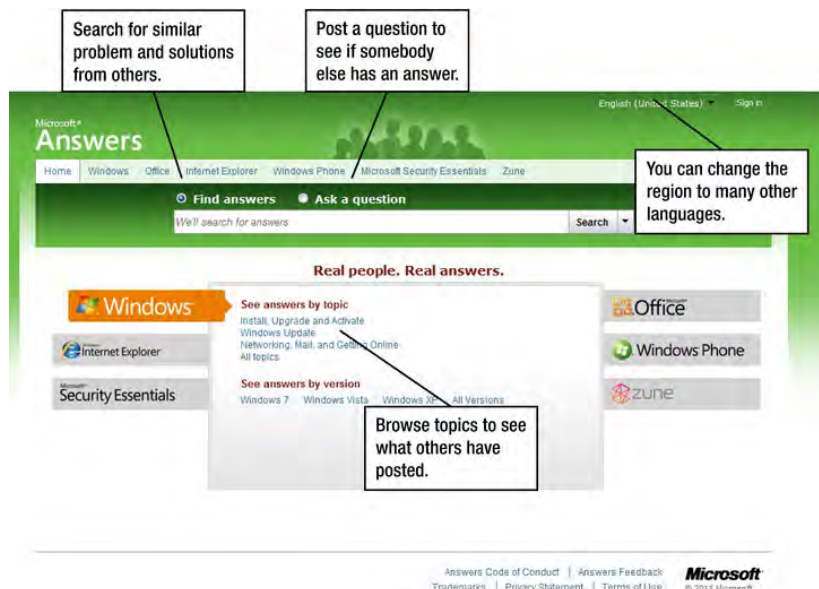 Search for similar
problem and solutions
from others.
Post a question to
see if somebody
else has an answer.
English (United States)
Sign in
Microsoft
Answers
Home Windows Office Internet Explorer Windows Phone Microsoft Security Essentials Zune
You can change the
region to many other
languages.
Find answers Ask a question
We'll search for answers
Search
Real people. Real answers.
Windows
Internet Explorer
Microsoft
Security Essentials
See answers by topic
Install, Upgrade and Activate
Windows Update
Networking, Mail, and Getting Online
All topics
See answers by version
Windows 7 Windows Vista Windows XP All Versions
Office
Windows Phone
zune
Browse topics to see
what others have
posted.
Answers Code of Conduct | Answers Feedback
Trademarks | Privacy Statement | Terms of Use
Microsoft
© 2011 Microsoft